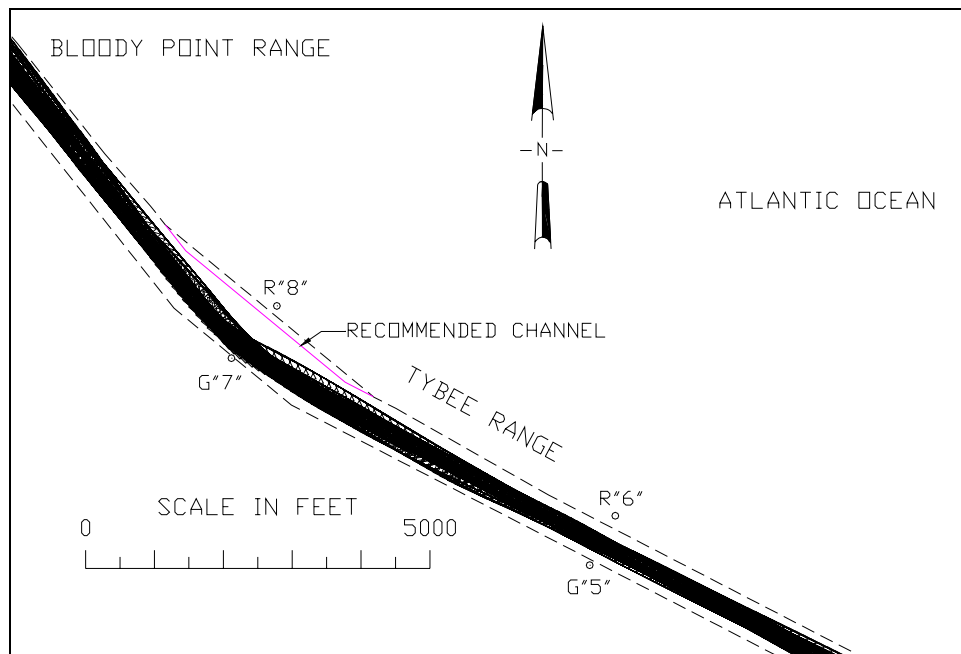 BLOODY POINT RANGE
-N-
ATLANTIC OCEAN
R"8"
RECOMMENDED CHANNEL
G"7"
TYBEE RANGE
SCALE IN FEET
0 5000
R"6"
G"5"